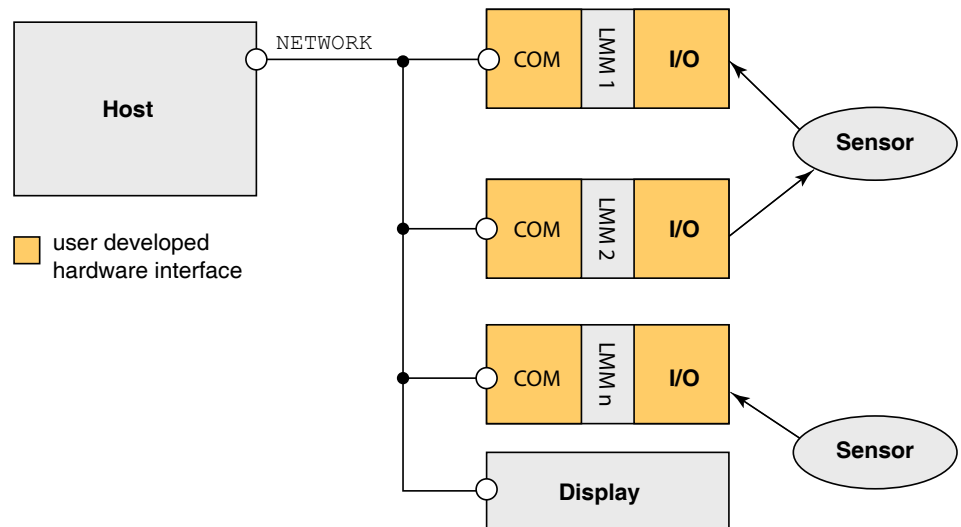 NETWORK
Host
COM
LMM 1
I/O
Sensor
COM
LMM 2
I/O
user developed
hardware interface
COM
LMM n
I/O
Sensor
Display